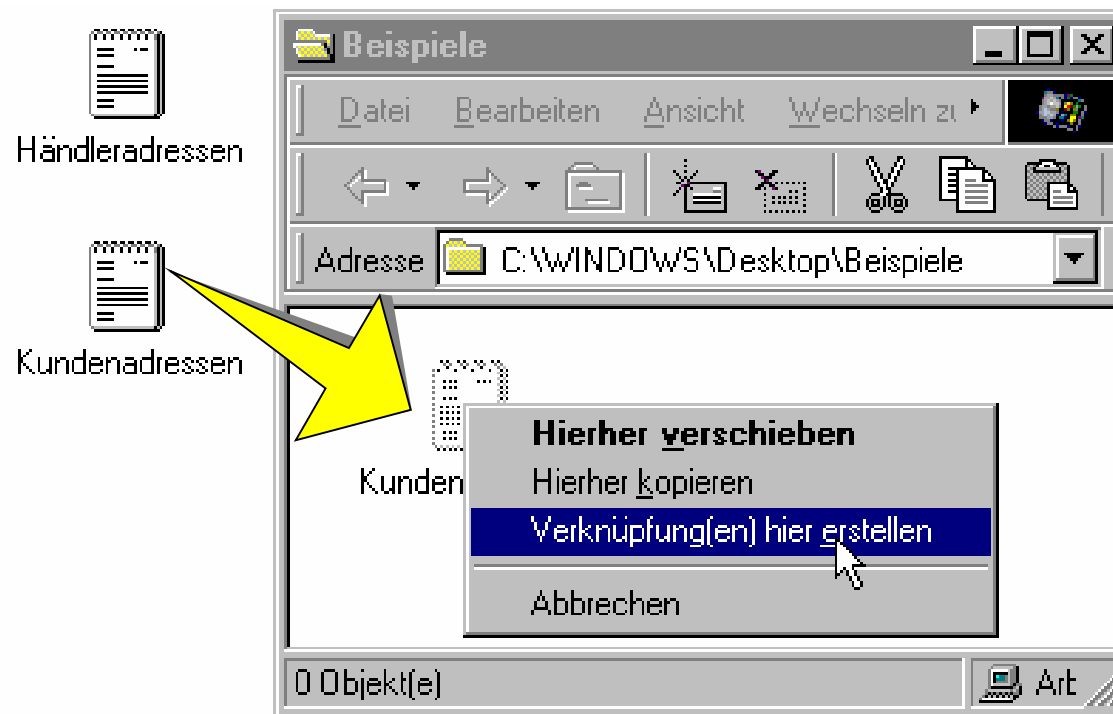 Händleradressen
Kundenadressen
Beispiele
Datei Bearbeiten Ansicht Wechseln zu
Adresse C:\WINDOWS\Desktop\Beispiele
Kunden
Hierher verschieben
Hierher kopieren
Verknüpfung(en) hier erstellen
Abbrechen
0 Objekt(e)
Arb